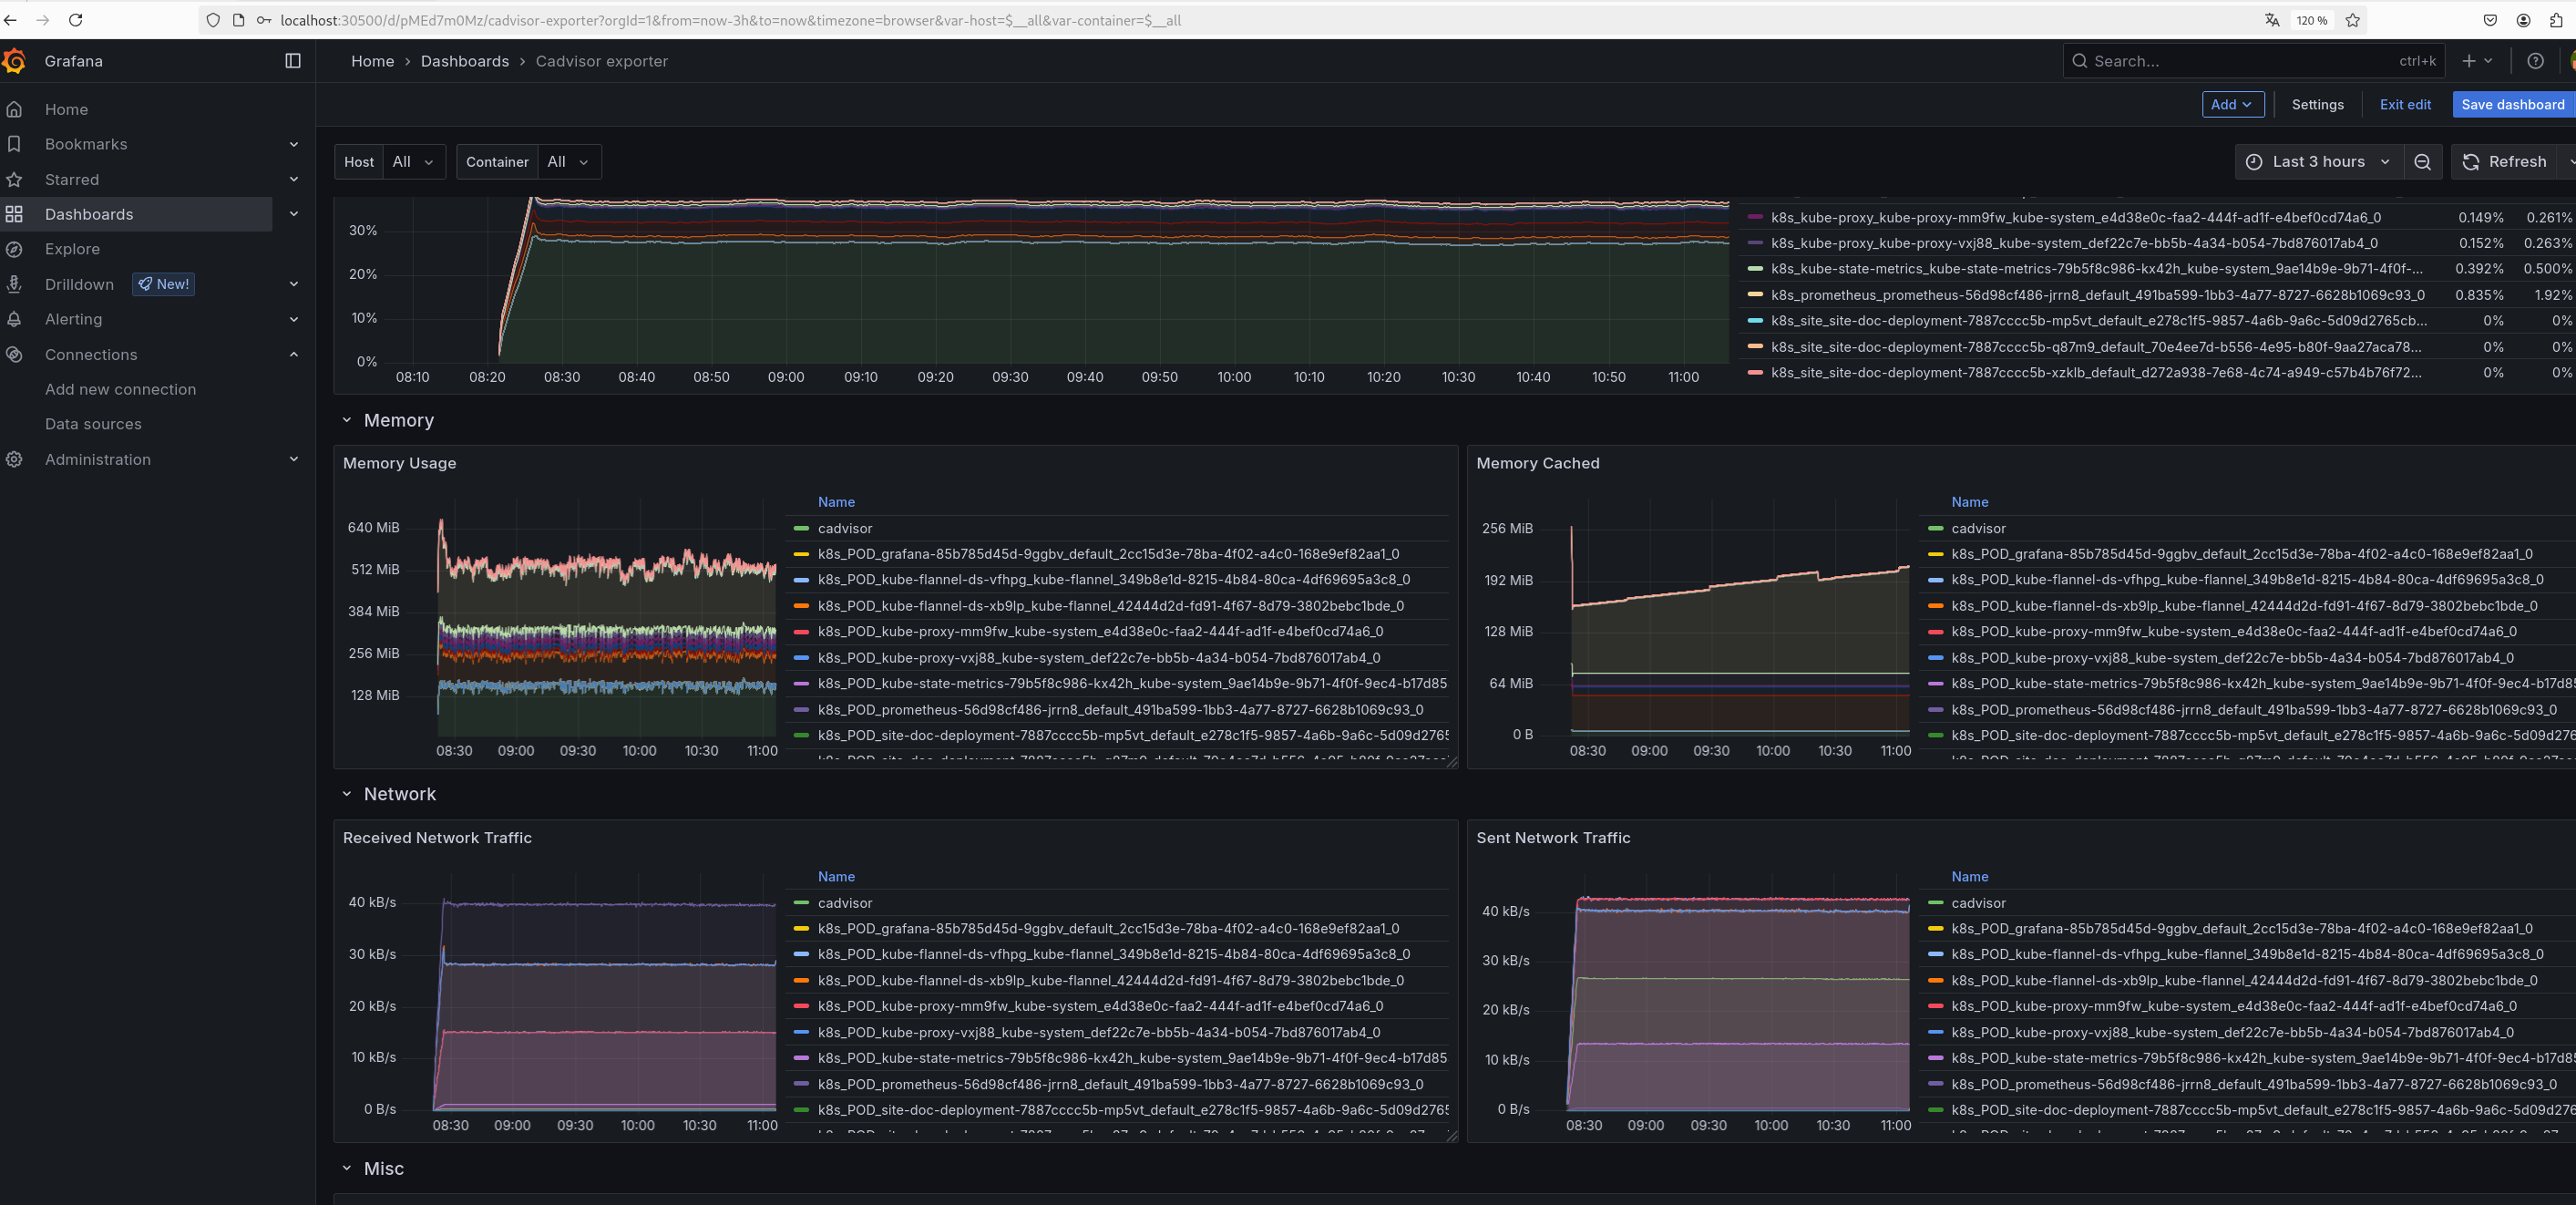 localhost:30500/d/pMEd7m0Mz/cadvisor-exporter?orgId=1&from=now-3h&to=now&timezone=browser&var-host=$__all&var-container=$__all
120 %
Grafana
Home › Dashboards › Cadvisor exporter
Search...
ctrl+k
Home
Bookmarks
Starred
Dashboards
Explore
Drilldown
New!
Alerting
Connections
Add new connection
Data sources
Administration
Add
Settings
Exit edit
Save dashboard
Host All
Container All
Last 3 hours
Refresh
30%
20%
10%
0%
08:10 08:20 08:30 08:40 08:50 09:00 09:10 09:20 09:30 09:40 09:50 10:00 10:10 10:20 10:30 10:40 10:50 11:00
k8s_kube-proxy_kube-proxy-mm9fw_kube-system_e4d38e0c-faa2-444f-ad1f-e4bef0cd74a6_0 0.149% 0.261%
k8s_kube-proxy_kube-proxy-vxj88_kube-system_def22c7e-bb5b-4a34-b054-7bd876017ab4_0 0.152% 0.263%
k8s_kube-state-metrics_kube-state-metrics-79b5f8c986-kx42h_kube-system_9ae14b9e-9b71-4f0f-... 0.392% 0.500%
k8s_prometheus_prometheus-56d98cf486-jrrn8_default_491ba599-1bb3-4a77-8727-6628b1069c93_0 0.835% 1.92%
k8s_site_site-doc-deployment-7887cccc5b-mp5vt_default_e278c1f5-9857-4a6b-9a6c-5d09d2765cb... 0% 0%
k8s_site_site-doc-deployment-7887cccc5b-q87m9_default_70e4ee7d-b556-4e95-b80f-9aa27aca78... 0% 0%
k8s_site_site-doc-deployment-7887cccc5b-xzklb_default_d272a938-7e68-4c74-a949-c57b4b76f72... 0% 0%
Memory
Memory Usage
640 MiB
512 MiB
384 MiB
256 MiB
128 MiB
08:30 09:00 09:30 10:00 10:30 11:00
Name
cadvisor
k8s_POD_grafana-85b785d45d-9ggbv_default_2cc15d3e-78ba-4f02-a4c0-168e9ef82aa1_0
k8s_POD_kube-flannel-ds-vfhpg_kube-flannel_349b8e1d-8215-4b84-80ca-4df69695a3c8_0
k8s_POD_kube-flannel-ds-xb9lp_kube-flannel_42444d2d-fd91-4f67-8d79-3802bebc1bde_0
k8s_POD_kube-proxy-mm9fw_kube-system_e4d38e0c-faa2-444f-ad1f-e4bef0cd74a6_0
k8s_POD_kube-proxy-vxj88_kube-system_def22c7e-bb5b-4a34-b054-7bd876017ab4_0
k8s_POD_kube-state-metrics-79b5f8c986-kx42h_kube-system_9ae14b9e-9b71-4f0f-9ec4-b17d85
k8s_POD_prometheus-56d98cf486-jrrn8_default_491ba599-1bb3-4a77-8727-6628b1069c93_0
k8s_POD_site-doc-deployment-7887cccc5b-mp5vt_default_e278c1f5-9857-4a6b-9a6c-5d09d2765
Memory Cached
256 MiB
192 MiB
128 MiB
64 MiB
0 B
08:30 09:00 09:30 10:00 10:30 11:00
Name
cadvisor
k8s_POD_grafana-85b785d45d-9ggbv_default_2cc15d3e-78ba-4f02-a4c0-168e9ef82aa1_0
k8s_POD_kube-flannel-ds-vfhpg_kube-flannel_349b8e1d-8215-4b84-80ca-4df69695a3c8_0
k8s_POD_kube-flannel-ds-xb9lp_kube-flannel_42444d2d-fd91-4f67-8d79-3802bebc1bde_0
k8s_POD_kube-proxy-mm9fw_kube-system_e4d38e0c-faa2-444f-ad1f-e4bef0cd74a6_0
k8s_POD_kube-proxy-vxj88_kube-system_def22c7e-bb5b-4a34-b054-7bd876017ab4_0
k8s_POD_kube-state-metrics-79b5f8c986-kx42h_kube-system_9ae14b9e-9b71-4f0f-9ec4-b17d85
k8s_POD_prometheus-56d98cf486-jrrn8_default_491ba599-1bb3-4a77-8727-6628b1069c93_0
k8s_POD_site-doc-deployment-7887cccc5b-mp5vt_default_e278c1f5-9857-4a6b-9a6c-5d09d276
Network
Received Network Traffic
40 kB/s
30 kB/s
20 kB/s
10 kB/s
0 B/s
08:30 09:00 09:30 10:00 10:30 11:00
Name
cadvisor
k8s_POD_grafana-85b785d45d-9ggbv_default_2cc15d3e-78ba-4f02-a4c0-168e9ef82aa1_0
k8s_POD_kube-flannel-ds-vfhpg_kube-flannel_349b8e1d-8215-4b84-80ca-4df69695a3c8_0
k8s_POD_kube-flannel-ds-xb9lp_kube-flannel_42444d2d-fd91-4f67-8d79-3802bebc1bde_0
k8s_POD_kube-proxy-mm9fw_kube-system_e4d38e0c-faa2-444f-ad1f-e4bef0cd74a6_0
k8s_POD_kube-proxy-vxj88_kube-system_def22c7e-bb5b-4a34-b054-7bd876017ab4_0
k8s_POD_kube-state-metrics-79b5f8c986-kx42h_kube-system_9ae14b9e-9b71-4f0f-9ec4-b17d85
k8s_POD_prometheus-56d98cf486-jrrn8_default_491ba599-1bb3-4a77-8727-6628b1069c93_0
k8s_POD_site-doc-deployment-7887cccc5b-mp5vt_default_e278c1f5-9857-4a6b-9a6c-5d09d2765
Sent Network Traffic
40 kB/s
30 kB/s
20 kB/s
10 kB/s
0 B/s
08:30 09:00 09:30 10:00 10:30 11:00
Name
cadvisor
k8s_POD_grafana-85b785d45d-9ggbv_default_2cc15d3e-78ba-4f02-a4c0-168e9ef82aa1_0
k8s_POD_kube-flannel-ds-vfhpg_kube-flannel_349b8e1d-8215-4b84-80ca-4df69695a3c8_0
k8s_POD_kube-flannel-ds-xb9lp_kube-flannel_42444d2d-fd91-4f67-8d79-3802bebc1bde_0
k8s_POD_kube-proxy-mm9fw_kube-system_e4d38e0c-faa2-444f-ad1f-e4bef0cd74a6_0
k8s_POD_kube-proxy-vxj88_kube-system_def22c7e-bb5b-4a34-b054-7bd876017ab4_0
k8s_POD_kube-state-metrics-79b5f8c986-kx42h_kube-system_9ae14b9e-9b71-4f0f-9ec4-b17d85
k8s_POD_prometheus-56d98cf486-jrrn8_default_491ba599-1bb3-4a77-8727-6628b1069c93_0
k8s_POD_site-doc-deployment-7887cccc5b-mp5vt_default_e278c1f5-9857-4a6b-9a6c-5d09d276
Misc